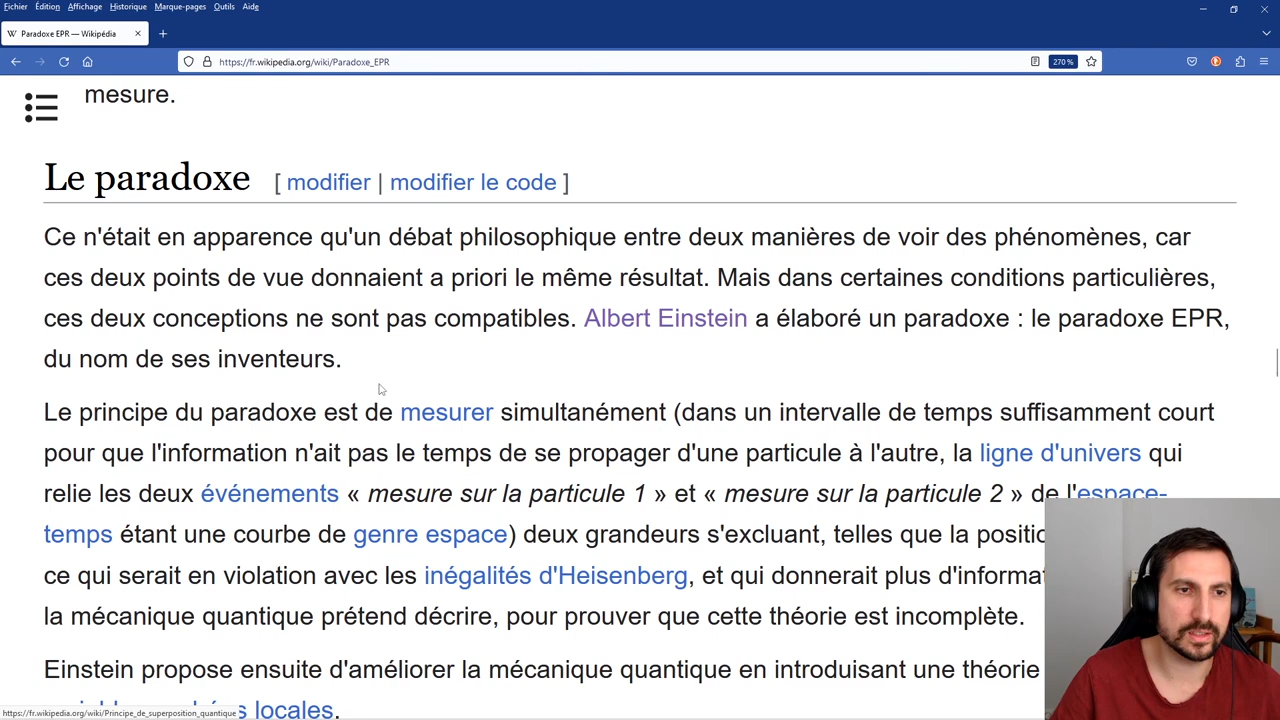 Fichier Édition Affichage Historique Marque-pages Outils Aide
W Paradoxe EPR — Wikipédia
https://fr.wikipedia.org/wiki/Paradoxe_EPR 270 %
mesure.
Le paradoxe [ modifier | modifier le code ]
Ce n'était en apparence qu'un débat philosophique entre deux manières de voir des phénomènes, car
ces deux points de vue donnaient a priori le même résultat. Mais dans certaines conditions particulières,
ces deux conceptions ne sont pas compatibles. Albert Einstein a élaboré un paradoxe : le paradoxe EPR,
du nom de ses inventeurs.
Le principe du paradoxe est de mesurer simultanément (dans un intervalle de temps suffisamment court
pour que l'information n'ait pas le temps de se propager d'une particule à l'autre, la ligne d'univers qui
relie les deux événements « mesure sur la particule 1 » et « mesure sur la particule 2 » de l'espace-
temps étant une courbe de genre espace) deux grandeurs s'excluant, telles que la
ce qui serait en violation avec les inégalités d'Heisenberg, et qui donnerait plus
la mécanique quantique prétend décrire, pour prouver que cette théorie est incomplète.
Einstein propose ensuite d'améliorer la mécanique quantique en introduisant une théorie
locales.
https://fr.wikipedia.org/wiki/Principe_de_superposition_quantique